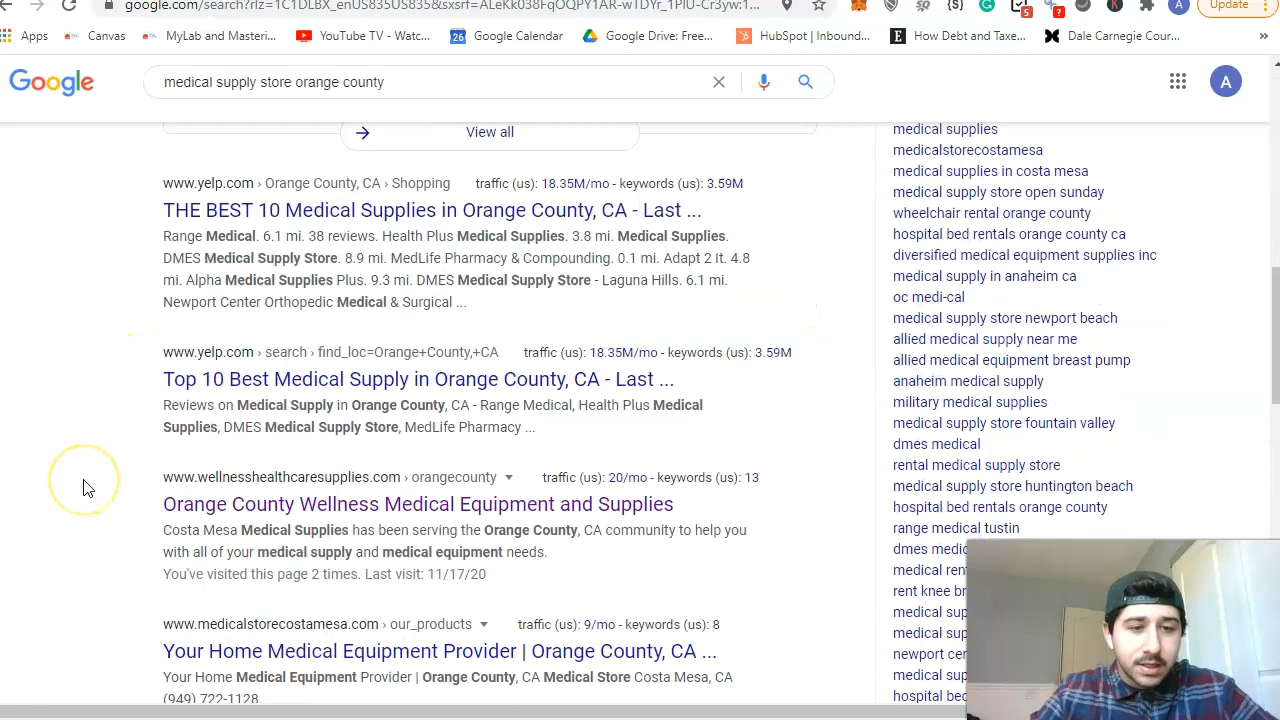 google.com/search?rlz=1C1DLBX_enUS835US835&sxsrf=ALeKk038FqOQPY1AR-wTDYr_1PlU-Cr3yw:1...
5
?
K
A
Update
Apps
Canvas
MyLab and Masteri...
YouTube TV - Watc...
26
Google Calendar
Google Drive: Free...
HubSpot | Inbound...
How Debt and Taxe...
Dale Carnegie Cour...
»
Google
medical supply store orange county
A
View all
www.yelp.com › Orange County, CA › Shopping traffic (us): 18.35M/mo - keywords (us): 3.59M
THE BEST 10 Medical Supplies in Orange County, CA - Last ...
Range Medical. 6.1 mi. 38 reviews. Health Plus Medical Supplies. 3.8 mi. Medical Supplies.
DMES Medical Supply Store. 8.9 mi. MedLife Pharmacy & Compounding. 0.1 mi. Adapt 2 It. 4.8
mi. Alpha Medical Supplies Plus. 9.3 mi. DMES Medical Supply Store - Laguna Hills. 6.1 mi.
Newport Center Orthopedic Medical & Surgical ...
www.yelp.com › search › find_loc=Orange+County,+CA traffic (us): 18.35M/mo - keywords (us): 3.59M
Top 10 Best Medical Supply in Orange County, CA - Last ...
Reviews on Medical Supply in Orange County, CA - Range Medical, Health Plus Medical
Supplies, DMES Medical Supply Store, MedLife Pharmacy ...
www.wellnesshealthcaresupplies.com › orangecounty traffic (us): 20/mo - keywords (us): 13
Orange County Wellness Medical Equipment and Supplies
Costa Mesa Medical Supplies has been serving the Orange County, CA community to help you
with all of your medical supply and medical equipment needs.
You've visited this page 2 times. Last visit: 11/17/20
www.medicalstorecostamesa.com › our_products traffic (us): 9/mo - keywords (us): 8
Your Home Medical Equipment Provider | Orange County, CA ...
Your Home Medical Equipment Provider | Orange County, CA Medical Store Costa Mesa, CA
(949) 722-1128
medical supplies
medicalstorecostamesa
medical supplies in costa mesa
medical supply store open sunday
wheelchair rental orange county
hospital bed rentals orange county ca
diversified medical equipment supplies inc
medical supply in anaheim ca
oc medi-cal
medical supply store newport beach
allied medical supply near me
allied medical equipment breast pump
anaheim medical supply
military medical supplies
medical supply store fountain valley
dmes medical
rental medical supply store
medical supply store huntington beach
hospital bed rentals orange county
range medical tustin
dmes medic
medical ren
rent knee br
medical sup
medical sup
newport cen
medical sup
hospital bed